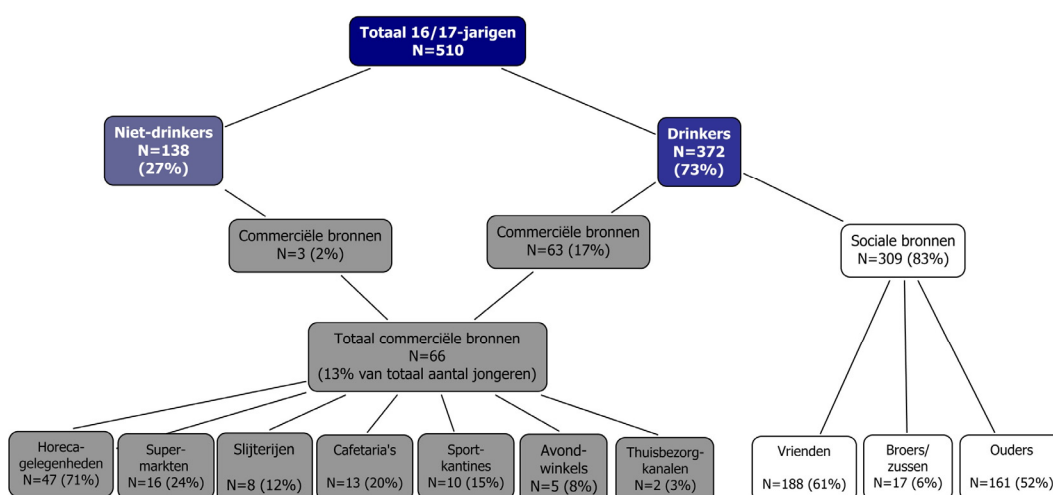 Totaal 16/17-jarigen
N=510
Niet-drinkers
N=138
(27%)
Drinkers
N=372
(73%)
Commerciële bronnen
N=3 (2%)
Commerciële bronnen
N=63 (17%)
Sociale bronnen
N=309 (83%)
Totaal commerciële bronnen
N=66
(13% van totaal aantal jongeren)
Horeca-
gelegenheden
N=47 (71%)
Super-
markten
N=16 (24%)
Slijterijen
N=8 (12%)
Cafetaria's
N=13 (20%)
Sport-
kantines
N=10 (15%)
Avond-
winkels
N=5 (8%)
Thuisbezorg-
kanalen
N=2 (3%)
Vrienden
N=188 (61%)
Broers/
zussen
N=17 (6%)
Ouders
N=161 (52%)